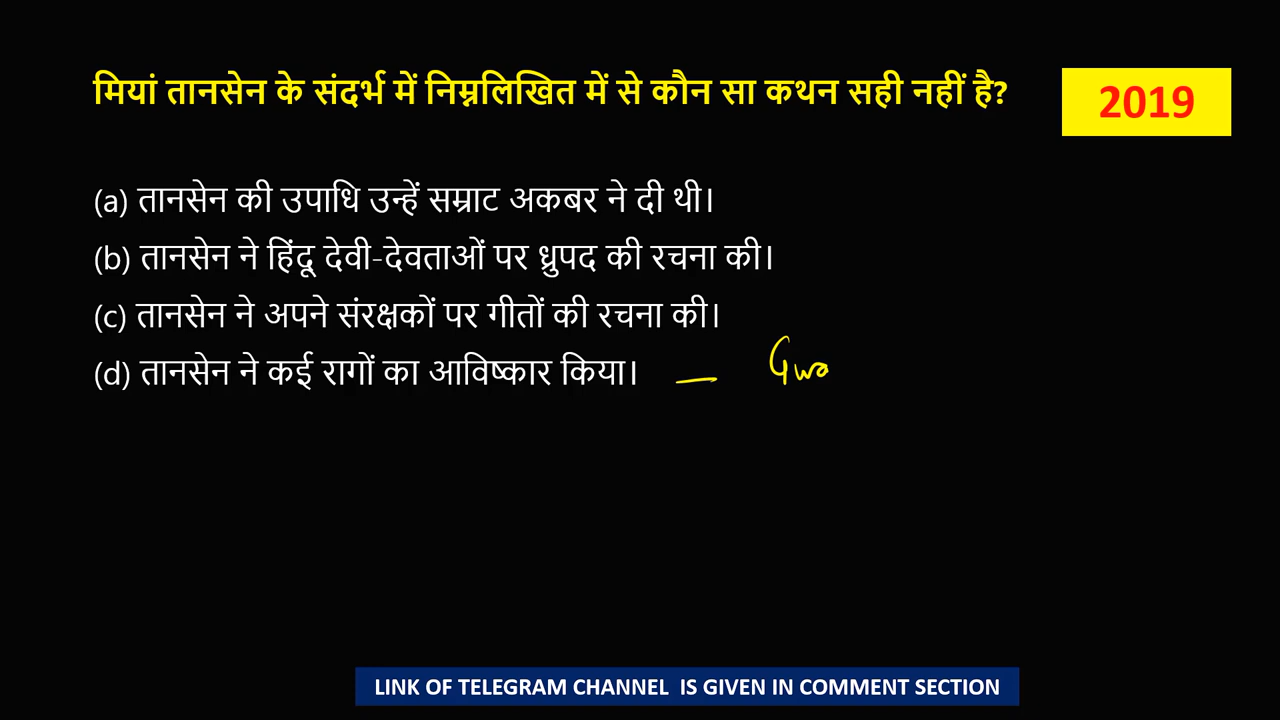 मियां तानसेन के संदर्भ में निम्नलिखित में से कौन सा कथन सही नहीं है?
2019
(a) तानसेन की उपाधि उन्हें सम्राट अकबर ने दी थी।
(b) तानसेन ने हिंदू देवी-देवताओं पर ध्रुपद की रचना की।
(c) तानसेन ने अपने संरक्षकों पर गीतों की रचना की।
(d) तानसेन ने कई रागों का आविष्कार किया। — Gwa
LINK OF TELEGRAM CHANNEL IS GIVEN IN COMMENT SECTION